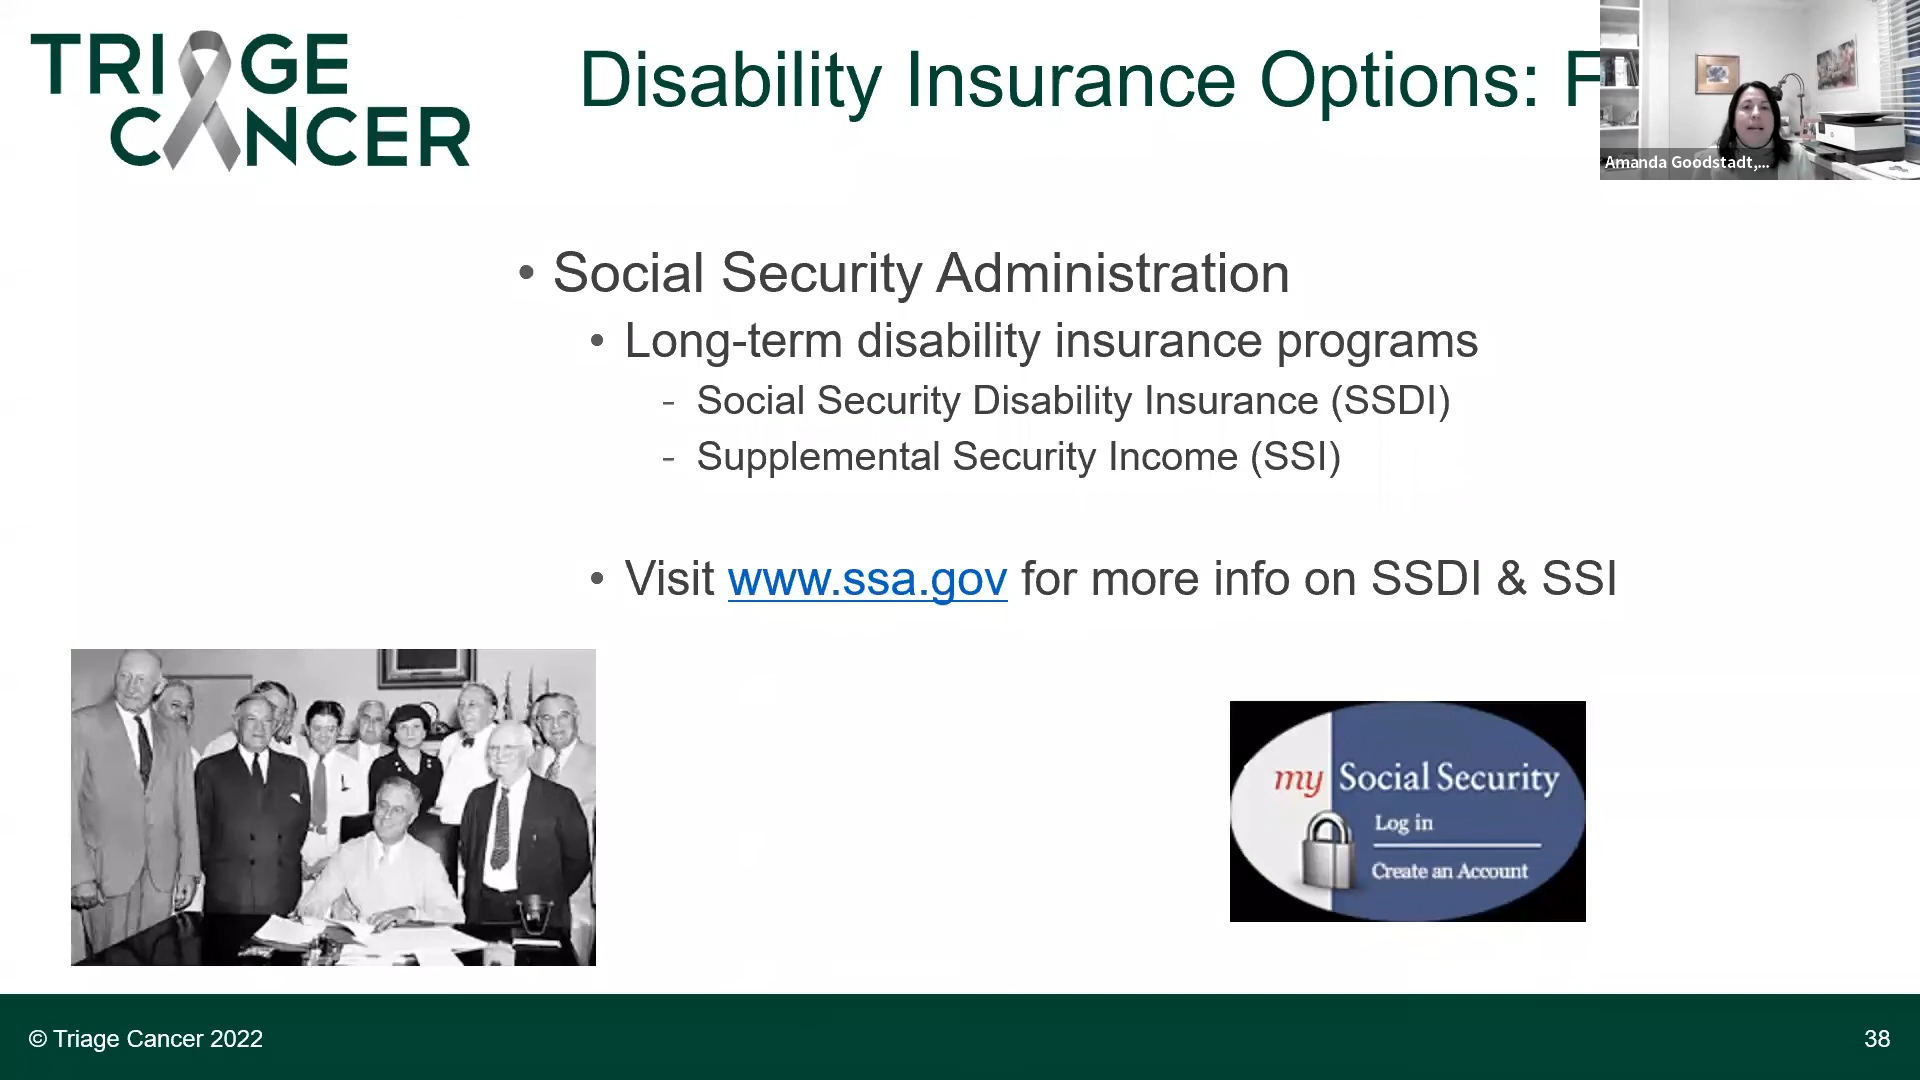 TRIAGE
CANCER
Disability Insurance Options: F
Amanda Goodstadt,...
• Social Security Administration
• Long-term disability insurance programs
- Social Security Disability Insurance (SSDI)
- Supplemental Security Income (SSI)
• Visit www.ssa.gov for more info on SSDI & SSI
my Social Security
Log in
Create an Account
© Triage Cancer 2022
38